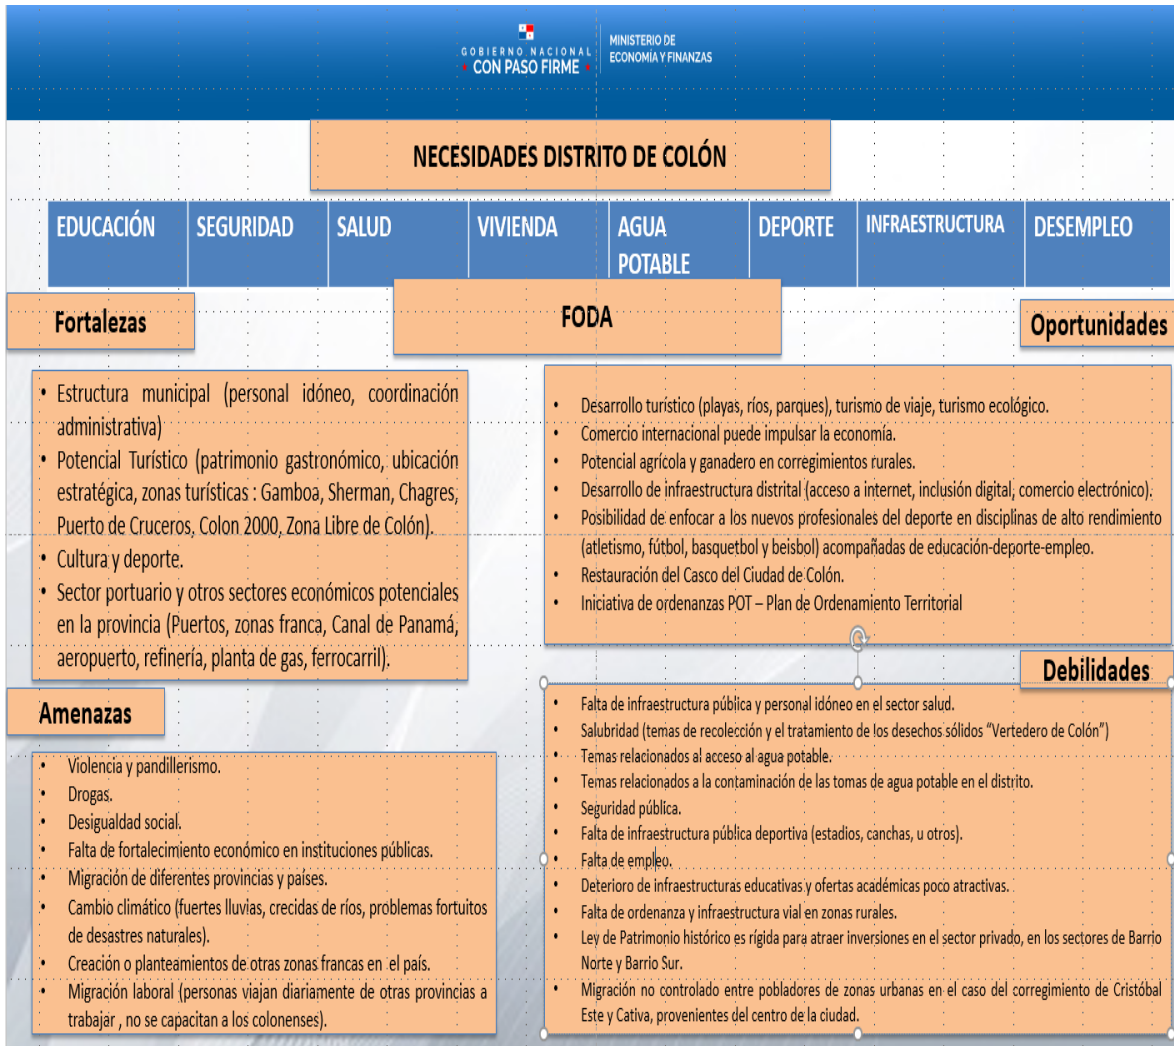 GOBIERNO NACIONAL
CON PASO FIRME
MINISTERIO DE
ECONOMÍA Y FINANZAS
NECESIDADES DISTRITO DE COLÓN
EDUCACIÓN
SEGURIDAD
SALUD
VIVIENDA
AGUA
POTABLE
DEPORTE
INFRAESTRUCTURA
DESEMPLEO
FODA
Fortalezas
• Estructura municipal (personal idóneo, coordinación
administrativa)
• Potencial Turístico (patrimonio gastronómico, ubicación
estratégica, zonas turísticas : Gamboa, Sherman, Chagres,
Puerto de Cruceros, Colon 2000, Zona Libre de Colón).
• Cultura y deporte.
• Sector portuario y otros sectores económicos potenciales
en la provincia (Puertos, zonas franca, Canal de Panamá,
aeropuerto, refinería, planta de gas, ferrocarril).
Oportunidades
• Desarrollo turístico (playas, ríos, parques), turismo de viaje, turismo ecológico.
• Comercio internacional puede impulsar la economía.
• Potencial agrícola y ganadero en corregimientos rurales.
• Desarrollo de infraestructura distrital (acceso a internet, inclusión digital, comercio electrónico).
• Posibilidad de enfocar a los nuevos profesionales del deporte en disciplinas de alto rendimiento
(atletismo, fútbol, basquetbol y beisbol) acompañadas de educación-deporte-empleo.
• Restauración del Casco del Ciudad de Colón.
• Iniciativa de ordenanzas POT – Plan de Ordenamiento Territorial
Amenazas
• Violencia y pandillerismo.
• Drogas.
• Desigualdad social.
• Falta de fortalecimiento económico en instituciones públicas.
• Migración de diferentes provincias y países.
• Cambio climático (fuertes lluvias, crecidas de ríos, problemas fortuitos
de desastres naturales).
• Creación o planteamientos de otras zonas francas en el país.
• Migración laboral (personas viajan diariamente de otras provincias a
trabajar , no se capacitan a los colonenses).
Debilidades
• Falta de infraestructura pública y personal idóneo en el sector salud.
• Salubridad (temas de recolección y el tratamiento de los desechos sólidos “Vertedero de Colón”)
• Temas relacionados al acceso al agua potable.
• Temas relacionados a la contaminación de las tomas de agua potable en el distrito.
• Seguridad pública.
• Falta de infraestructura pública deportiva (estadios, canchas, u otros).
• Falta de empleo.
• Deterioro de infraestructuras educativas y ofertas académicas poco atractivas.
• Falta de ordenanza y infraestructura vial en zonas rurales.
• Ley de Patrimonio histórico es rígida para atraer inversiones en el sector privado, en los sectores de Barrio
Norte y Barrio Sur.
• Migración no controlado entre pobladores de zonas urbanas en el caso del corregimiento de Cristóbal
Este y Cativa, provenientes del centro de la ciudad.